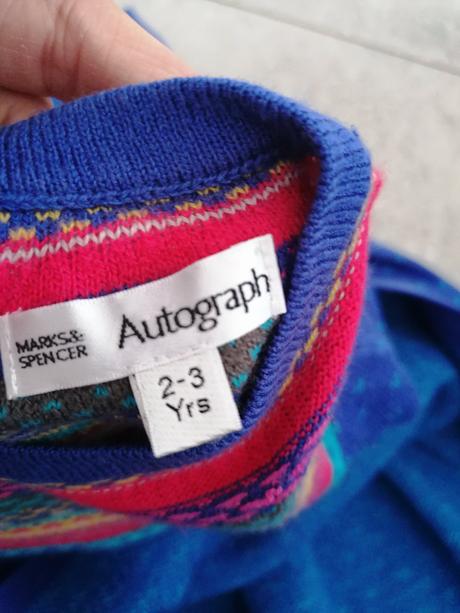 MARKS&
SPENCER
Autograph
2-3
Yrs